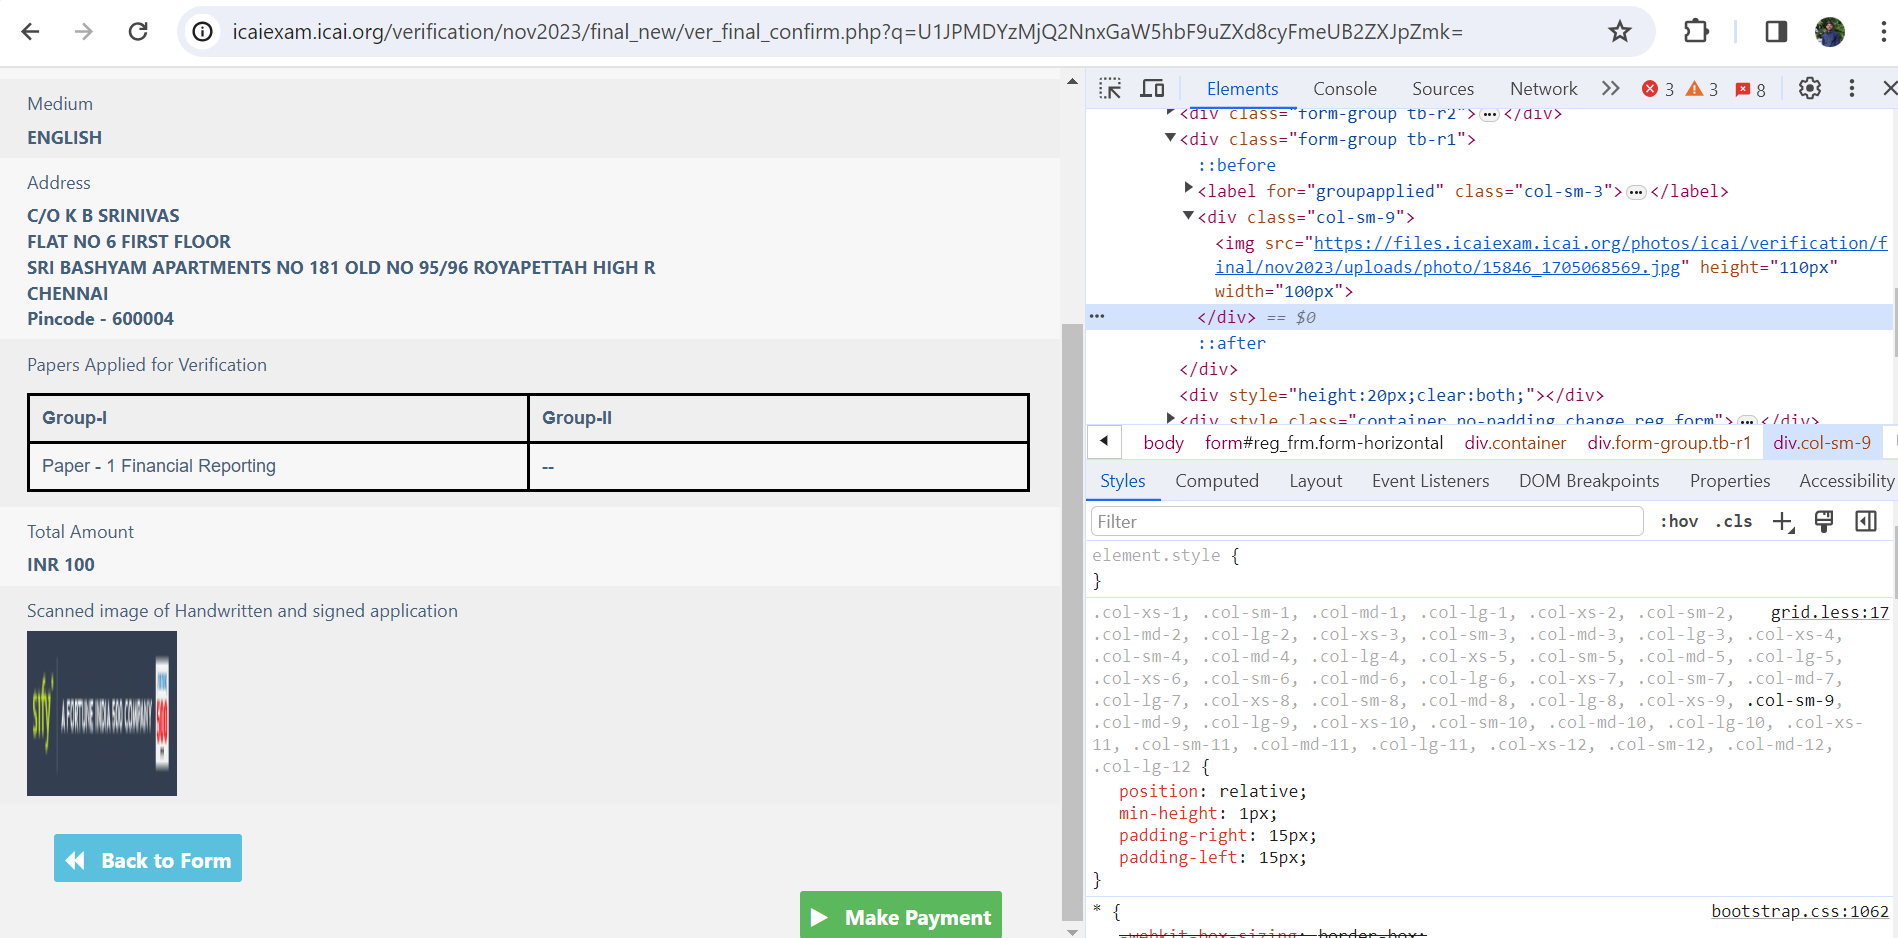 icaiexam.icai.org/verification/nov2023/final_new/ver_final_confirm.php?q=U1JPMDYzMjQ2NnxGaW5hbF9uZXd8cyFmeUB2ZXJpZmk=
Medium
ENGLISH
Address
C/O K B SRINIVAS
FLAT NO 6 FIRST FLOOR
SRI BASHYAM APARTMENTS NO 181 OLD NO 95/96 ROYAPETTAH HIGH R
CHENNAI
Pincode - 600004
Papers Applied for Verification
Group-I Group-II
Paper - 1 Financial Reporting --
Total Amount
INR 100
Scanned image of Handwritten and signed application
sify A FORTUNE INDIA 500 COMPANY 500
Back to Form
Make Payment
Elements Console Sources Network 3 3 8
<div class="form-group tb-r2"> ... </div>
<div class="form-group tb-r1">
::before
<label for="groupapplied" class="col-sm-3"> ... </label>
<div class="col-sm-9">
<img src="https://files.icaiexam.icai.org/photos/icai/verification/f
inal/nov2023/uploads/photo/15846_1705068569.jpg" height="110px"
width="100px">
... </div> == $0
::after
</div>
<div style="height:20px;clear:both;"></div>
<div style class="container no-padding change reg form"> ... </div>
body form#reg_frm.form-horizontal div.container div.form-group.tb-r1 div.col-sm-9
Styles Computed Layout Event Listeners DOM Breakpoints Properties Accessibility
Filter :hov .cls
element.style {
}
.col-xs-1, .col-sm-1, .col-md-1, .col-lg-1, .col-xs-2, .col-sm-2, grid.less:17
.col-md-2, .col-lg-2, .col-xs-3, .col-sm-3, .col-md-3, .col-lg-3, .col-xs-4,
.col-sm-4, .col-md-4, .col-lg-4, .col-xs-5, .col-sm-5, .col-md-5, .col-lg-5,
.col-xs-6, .col-sm-6, .col-md-6, .col-lg-6, .col-xs-7, .col-sm-7, .col-md-7,
.col-lg-7, .col-xs-8, .col-sm-8, .col-md-8, .col-lg-8, .col-xs-9, .col-sm-9,
.col-md-9, .col-lg-9, .col-xs-10, .col-sm-10, .col-md-10, .col-lg-10, .col-xs-
11, .col-sm-11, .col-md-11, .col-lg-11, .col-xs-12, .col-sm-12, .col-md-12,
.col-lg-12 {
position: relative;
min-height: 1px;
padding-right: 15px;
padding-left: 15px;
}
* { bootstrap.css:1062
-webkit-box-sizing: border-box;